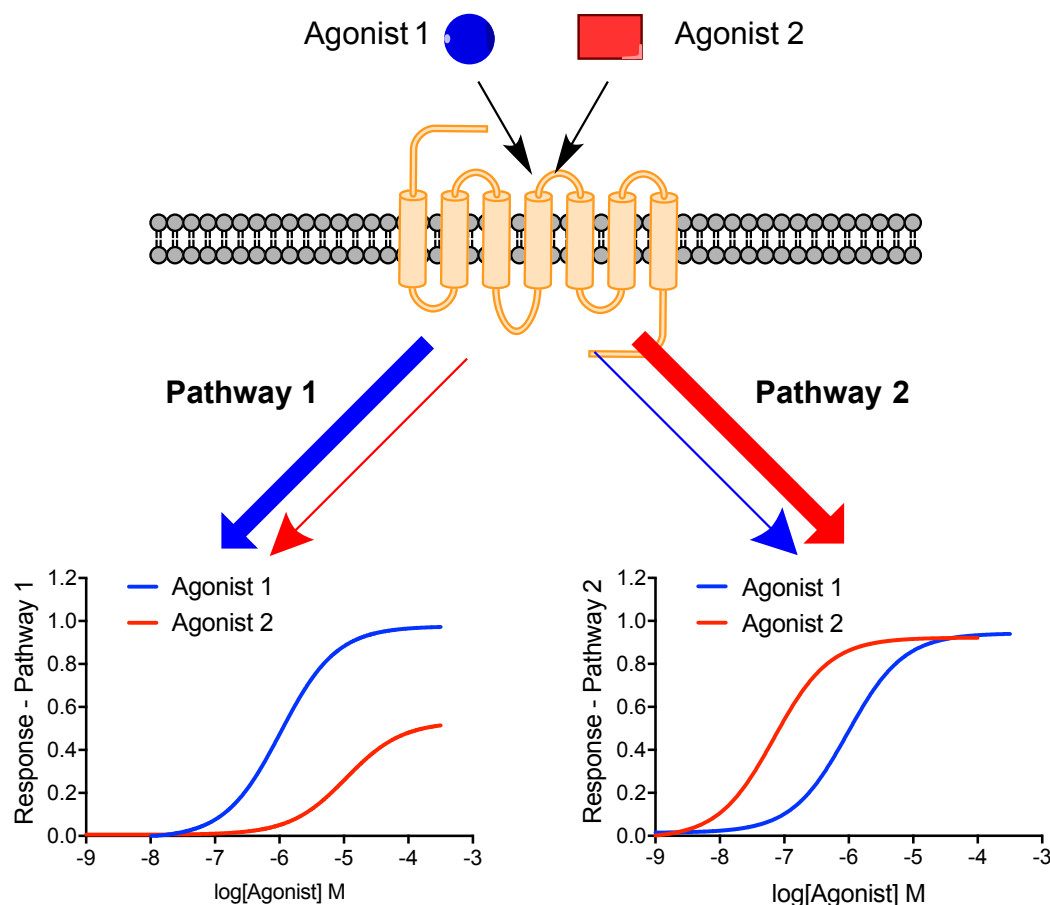 Agonist 1
Agonist 2
Pathway 1
Pathway 2
Response - Pathway 1
1.2
1.0
0.8
0.6
0.4
0.2
0.0
Agonist 1
Agonist 2
-9 -8 -7 -6 -5 -4 -3
log[Agonist] M
Response - Pathway 2
1.2
1.0
0.8
0.6
0.4
0.2
0.0
Agonist 1
Agonist 2
-9 -8 -7 -6 -5 -4 -3
log[Agonist] M